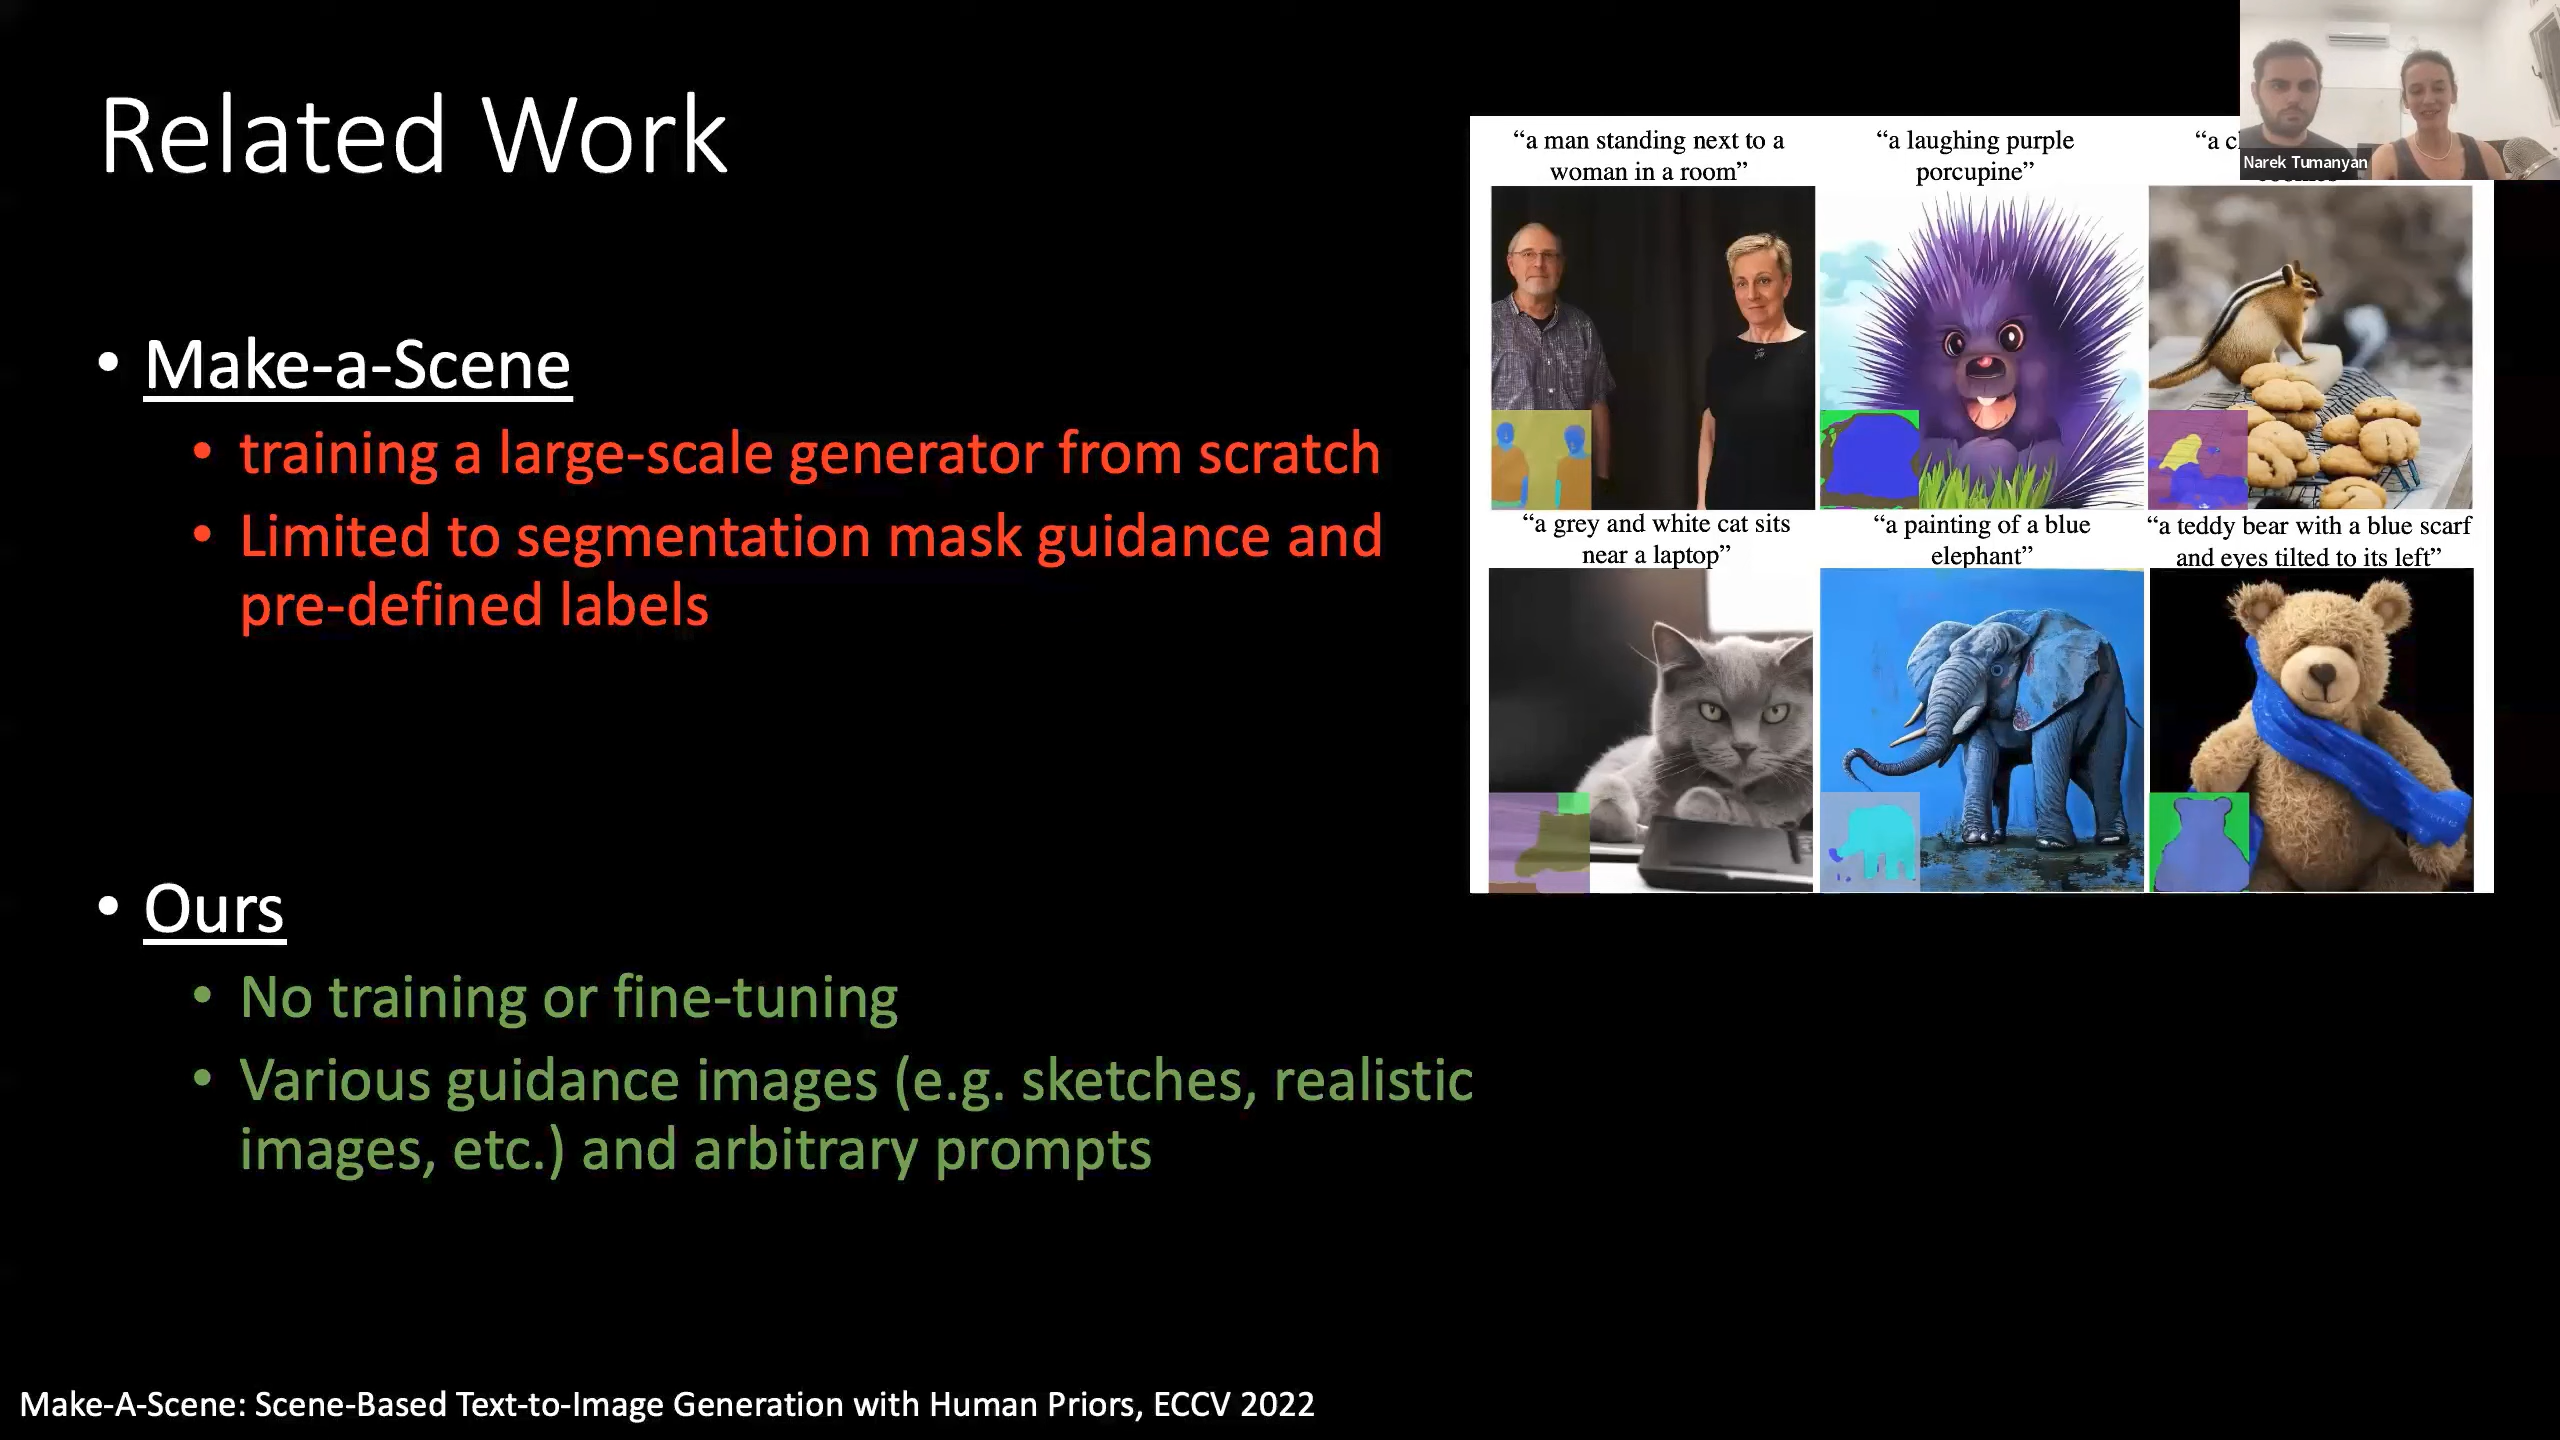 Related Work
• Make-a-Scene
• training a large-scale generator from scratch
• Limited to segmentation mask guidance and
pre-defined labels
• Ours
• No training or fine-tuning
• Various guidance images (e.g. sketches, realistic
images, etc.) and arbitrary prompts
“a man standing next to a
woman in a room”
“a laughing purple
porcupine”
“a
“a grey and white cat sits
near a laptop”
“a painting of a blue
elephant”
“a teddy bear with a blue scarf
and eyes tilted to its left”
Narek Tumanyan
Make-A-Scene: Scene-Based Text-to-Image Generation with Human Priors, ECCV 2022